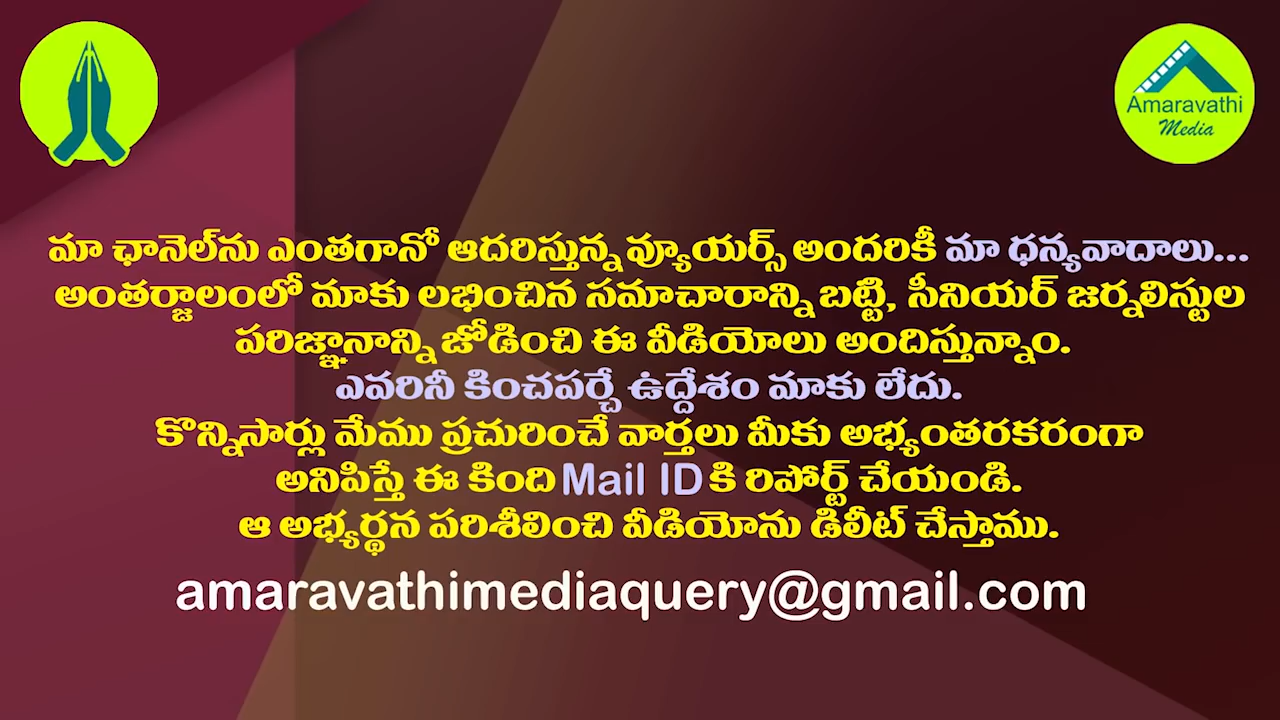 Amaravathi
Media
మా ఛానెల్‌ను ఎంతగానో ఆదరిస్తున్న వ్యూయర్స్ అందరికీ మా ధన్యవాదాలు...
అంతర్జాలంలో మాకు లభించిన సమాచారాన్ని బట్టి, సీనియర్ జర్నలిస్టుల
పరిజ్ఞానాన్ని జోడించి ఈ వీడియోలు అందిస్తున్నాం.
ఎవరినీ కించపర్చే ఉద్దేశం మాకు లేదు.
కొన్నిసార్లు మేము ప్రచురించే వార్తలు మీకు అభ్యంతరకరంగా
అనిపిస్తే ఈ కింది Mail ID కి రిపోర్ట్ చేయండి.
ఆ అభ్యర్థన పరిశీలించి వీడియోను డిలీట్ చేస్తాము.
amaravathimediaquery@gmail.com